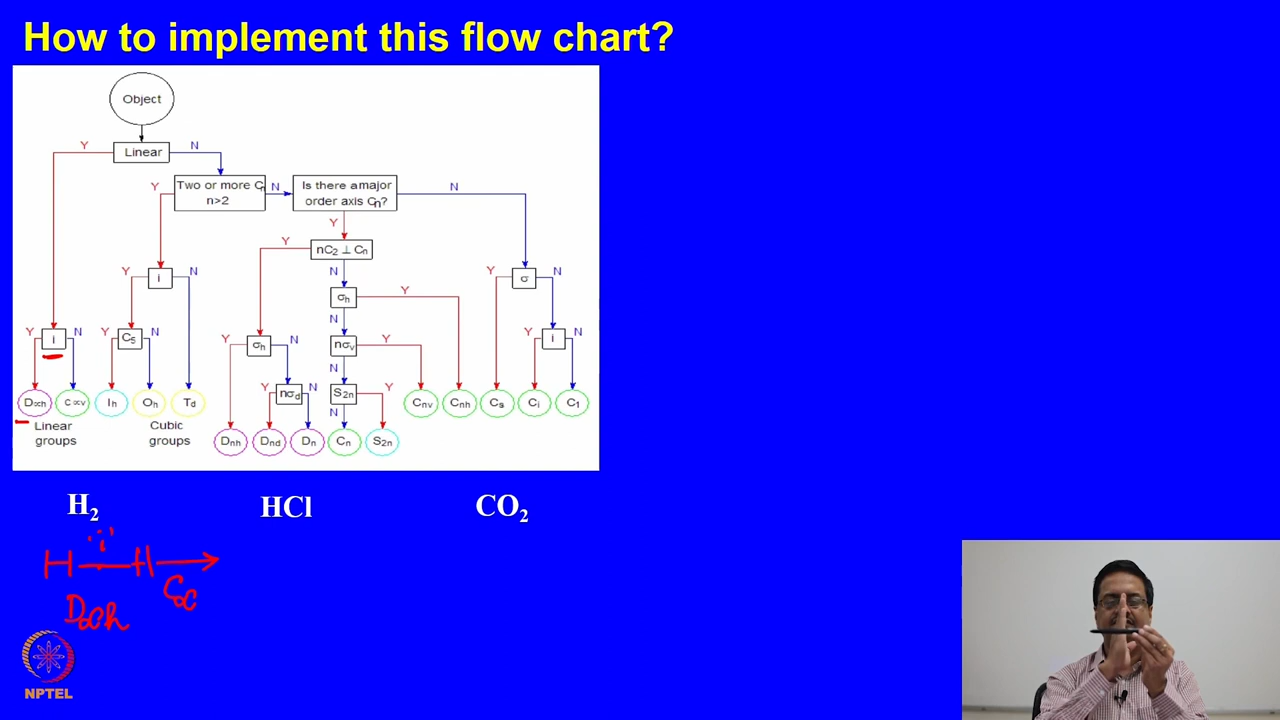 How to implement this flow chart?
Object
Y N
Linear
Y Two or more Cn n>2 N Is there a major order axis Cn? N
Y
Y nC2 ⊥ Cn
N
Y i N
Y σ N
σh Y
N
Y i N
Y C5 N
Y σh N
nσv Y
Y i N
N
Y nσd N
S2n Y
N
D∝h C∝v Ih Oh Td
Cnv Cnh Cs Ci C1
Linear groups
Cubic groups
Dnh Dnd Dn Cn S2n
H2 HCl CO2
"i"
H—H
C∝
D∝h
NPTEL